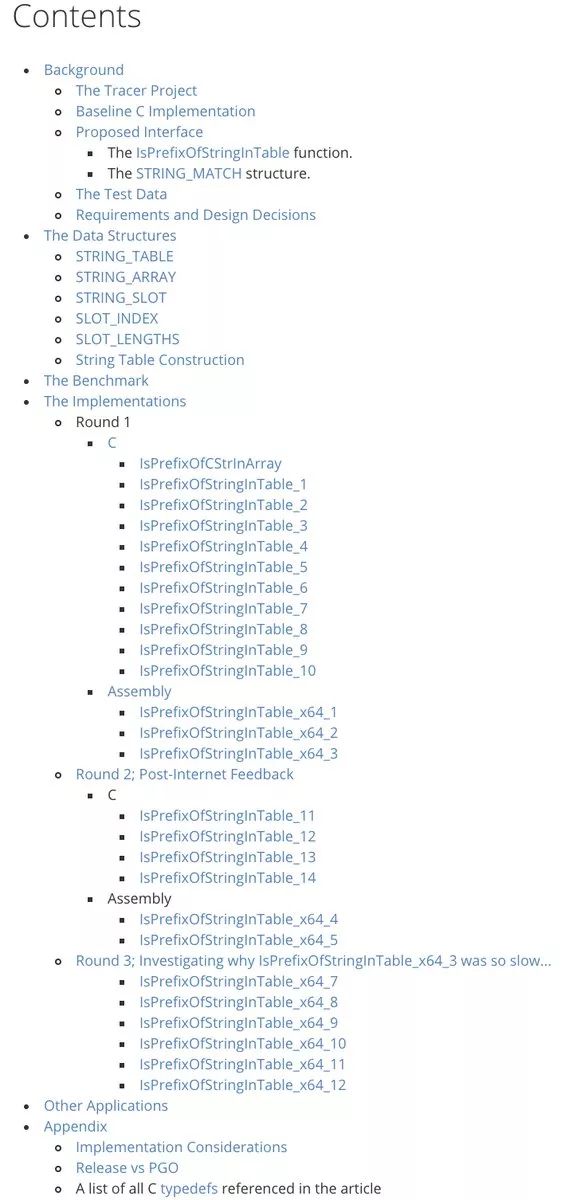 Contents
Background
The Tracer Project
Baseline C Implementation
Proposed Interface
The IsPrefixOfStringInTable function.
The STRING_MATCH structure.
The Test Data
Requirements and Design Decisions
The Data Structures
STRING_TABLE
STRING_ARRAY
STRING_SLOT
SLOT_INDEX
SLOT_LENGTHS
String Table Construction
The Benchmark
The Implementations
Round 1
C
IsPrefixOfCStrInArray
IsPrefixOfStringInTable_1
IsPrefixOfStringInTable_2
IsPrefixOfStringInTable_3
IsPrefixOfStringInTable_4
IsPrefixOfStringInTable_5
IsPrefixOfStringInTable_6
IsPrefixOfStringInTable_7
IsPrefixOfStringInTable_8
IsPrefixOfStringInTable_9
IsPrefixOfStringInTable_10
Assembly
IsPrefixOfStringInTable_x64_1
IsPrefixOfStringInTable_x64_2
IsPrefixOfStringInTable_x64_3
Round 2; Post-Internet Feedback
C
IsPrefixOfStringInTable_11
IsPrefixOfStringInTable_12
IsPrefixOfStringInTable_13
IsPrefixOfStringInTable_14
Assembly
IsPrefixOfStringInTable_x64_4
IsPrefixOfStringInTable_x64_5
Round 3; Investigating why IsPrefixOfStringInTable_x64_3 was so slow...
IsPrefixOfStringInTable_x64_7
IsPrefixOfStringInTable_x64_8
IsPrefixOfStringInTable_x64_9
IsPrefixOfStringInTable_x64_10
IsPrefixOfStringInTable_x64_11
IsPrefixOfStringInTable_x64_12
Other Applications
Appendix
Implementation Considerations
Release vs PGO
A list of all C typedefs referenced in the article